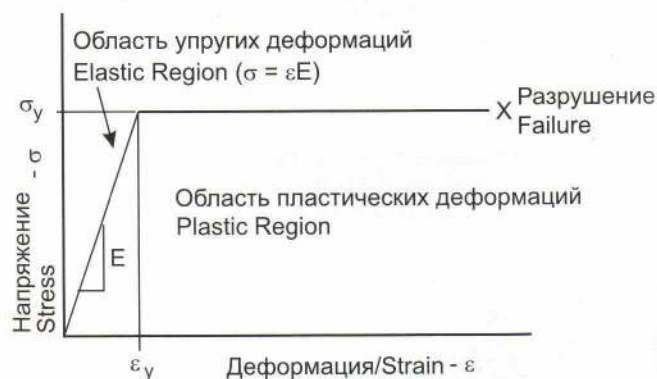 Область упругих деформаций
Elastic Region (σ = εE)
σy
X Разрушение
Failure
Напряжение - σ
Stress
Область пластических деформаций
Plastic Region
E
εy
Деформация/Strain - ε